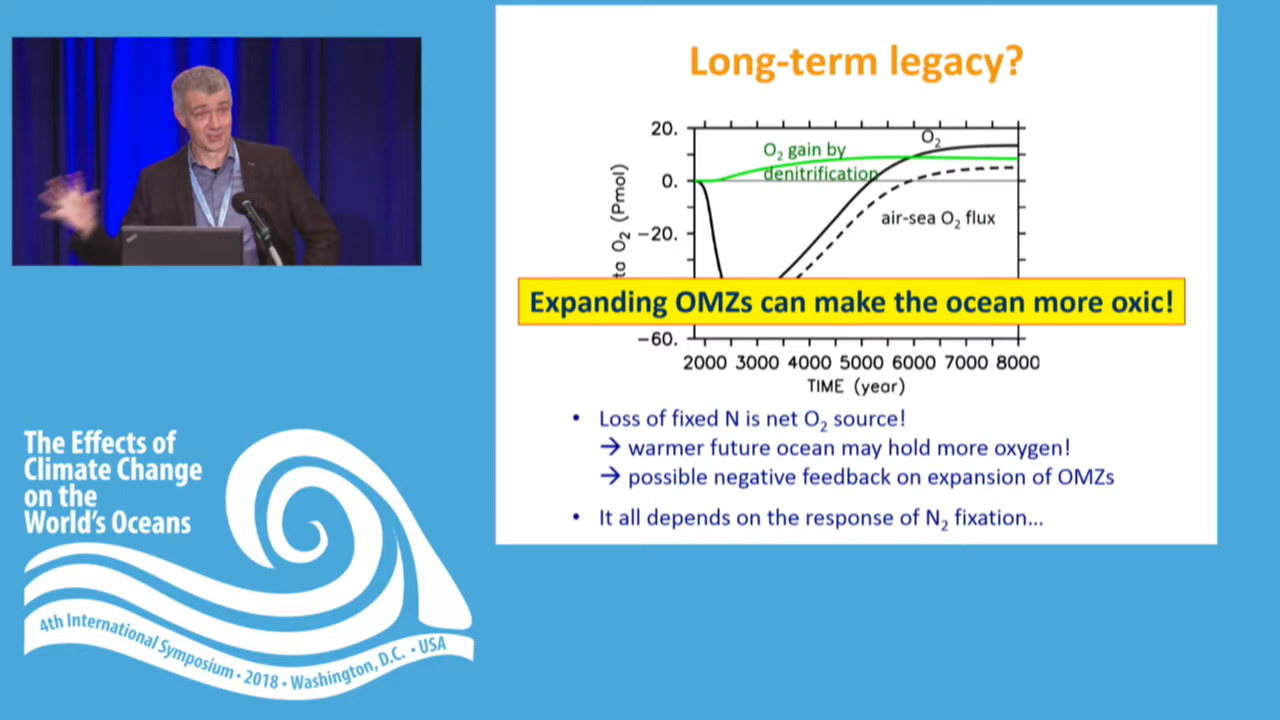 Long-term legacy?
20.
0.
−20.
−60.
ta O₂ (Pmol)
O₂
O₂ gain by
denitrification
air-sea O₂ flux
Expanding OMZs can make the ocean more oxic!
2000 3000 4000 5000 6000 7000 8000
TIME (year)
• Loss of fixed N is net O₂ source!
→ warmer future ocean may hold more oxygen!
→ possible negative feedback on expansion of OMZs
• It all depends on the response of N₂ fixation...
The Effects of
Climate Change
on the
World's Oceans
4th International Symposium • 2018 • Washington, D.C. • USA